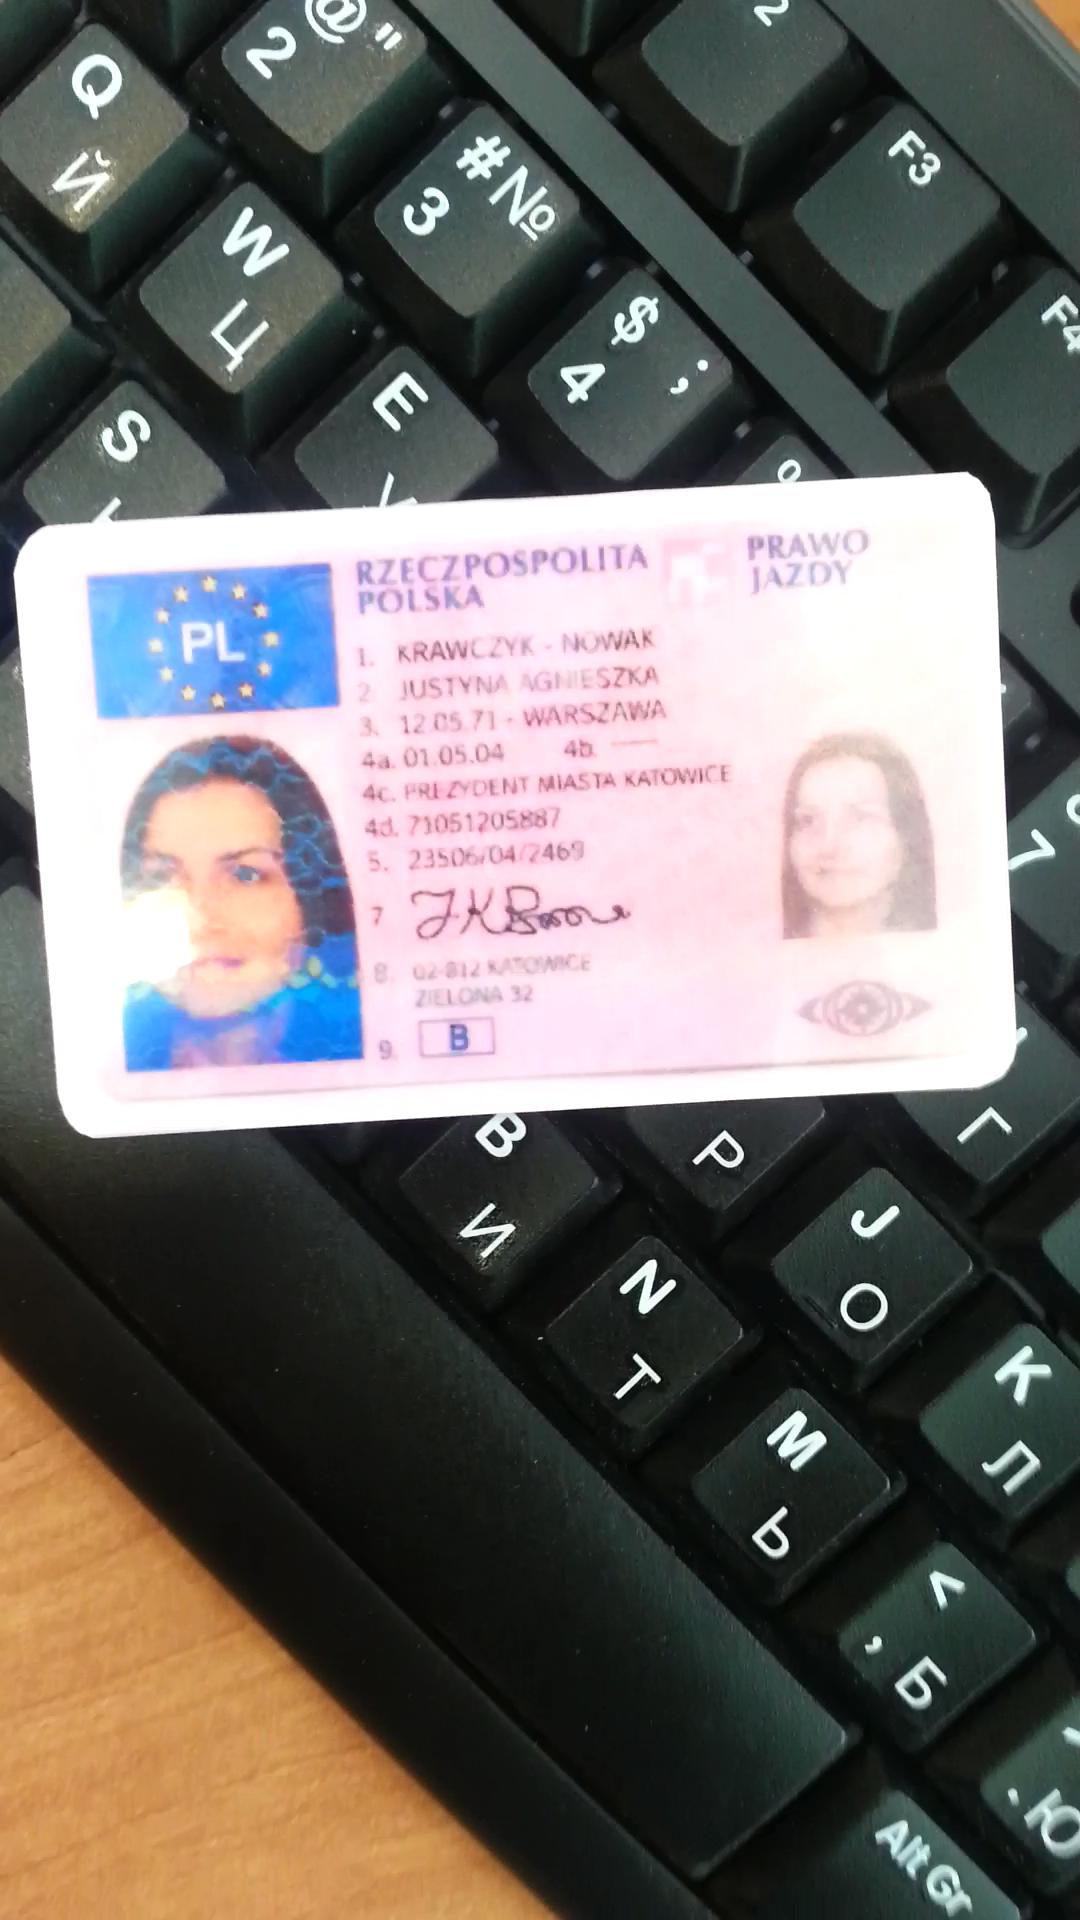 Q
Й
2 @ "
2
F3
F4
W
Ц
3 # №
$
4 ;
E
S
PL
RZECZPOSPOLITA
POLSKA
PRAWO
JAZDY
1. KRAWCZYK - NOWAK
2 JUSTYNA AGNIESZKA
3. 12.05.71 - WARSZAWA
4a. 01.05.04 4b. —
4c. PREZYDENT MIASTA KATOWICE
4d. 71051205887
5. 23506/04/2469
7
8. 02-812 KATOWICE
ZIELONA 32
9. B
7
B
И
Р
Г
J
О
N
Т
K
Л
M
Ь
<
, Б
. Ю
Alt Gr